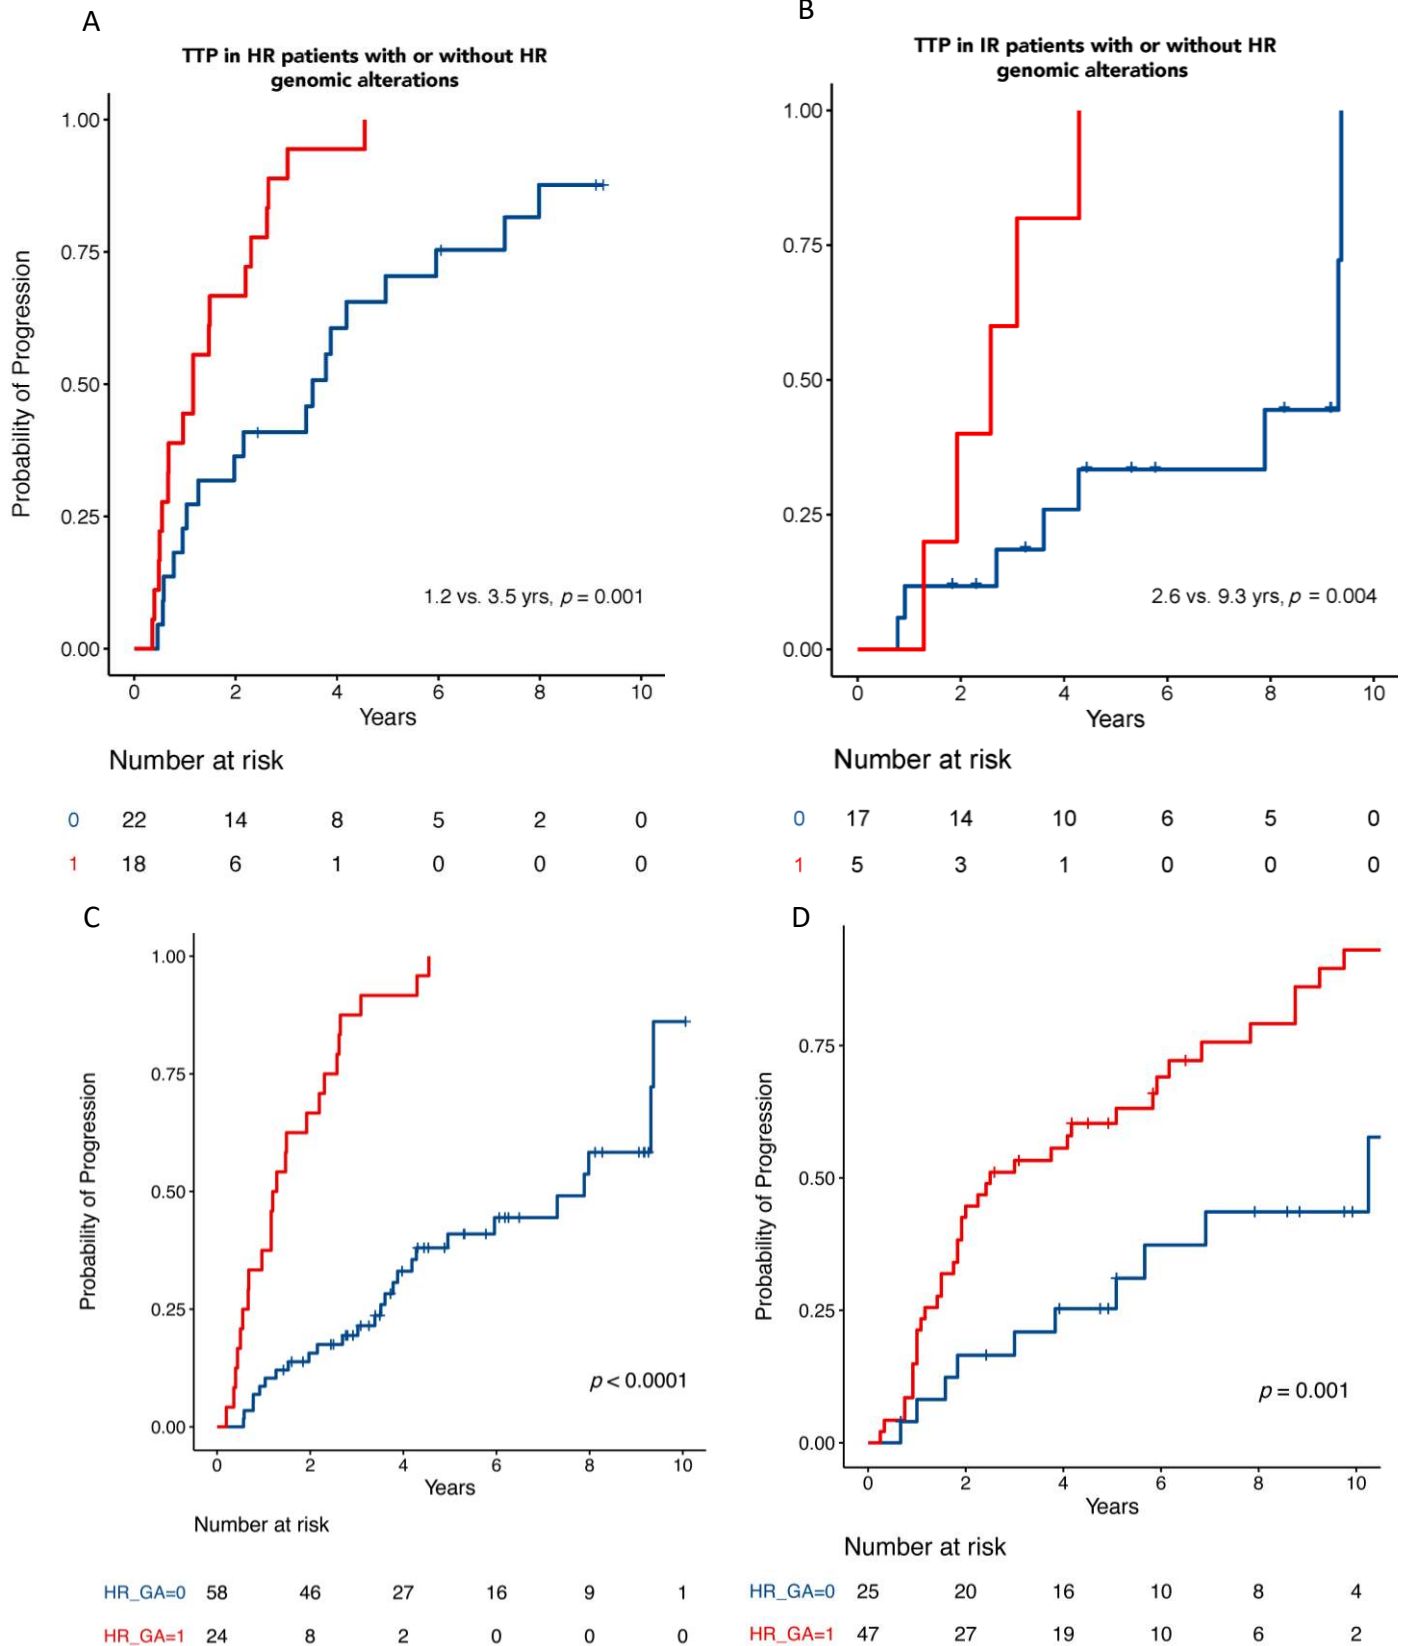 A
TTP in HR patients with or without HR
genomic alterations
1.00
0.75
0.50
0.25
0.00
Probability of Progression
1.2 vs. 3.5 yrs, p = 0.001
0 2 4 6 8 10
Years
Number at risk
0 22 14 8 5 2 0
1 18 6 1 0 0 0
B
TTP in IR patients with or without HR
genomic alterations
1.00
0.75
0.50
0.25
0.00
2.6 vs. 9.3 yrs, p = 0.004
0 2 4 6 8 10
Years
Number at risk
0 17 14 10 6 5 0
1 5 3 1 0 0 0
C
1.00
0.75
0.50
0.25
0.00
Probability of Progression
p < 0.0001
0 2 4 6 8 10
Years
Number at risk
HR_GA=0 58 46 27 16 9 1
HR_GA=1 24 8 2 0 0 0
D
0.75
0.50
0.25
0.00
Probability of Progression
p = 0.001
0 2 4 6 8 10
Years
Number at risk
HR_GA=0 25 20 16 10 8 4
HR_GA=1 47 27 19 10 6 2